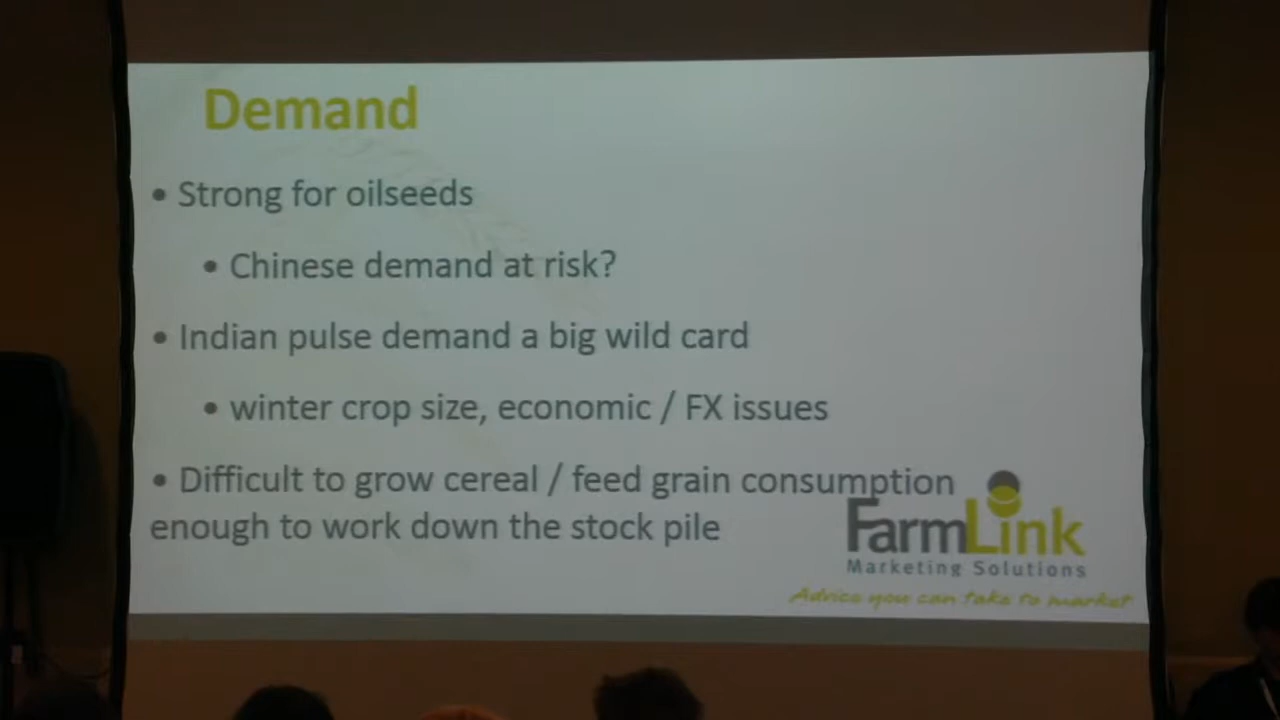 Demand
• Strong for oilseeds
• Chinese demand at risk?
• Indian pulse demand a big wild card
• winter crop size, economic / FX issues
• Difficult to grow cereal / feed grain consumption
enough to work down the stock pile
FarmLink
Marketing Solutions
Advice you can take to market